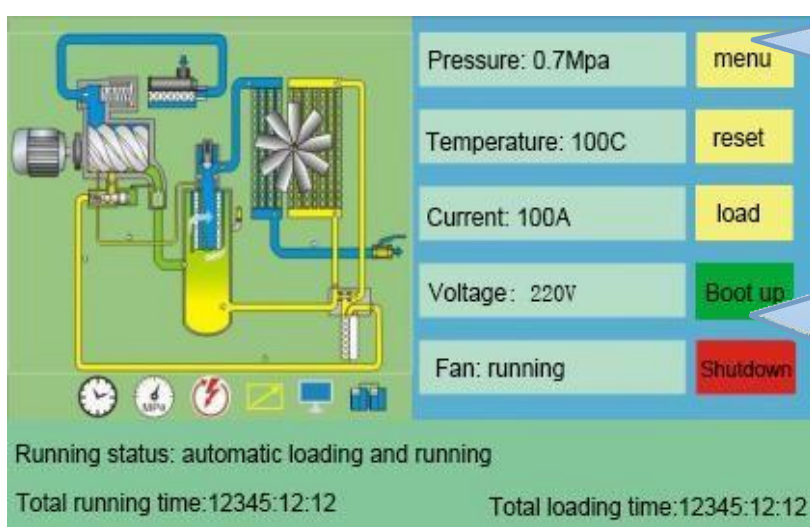 Pressure: 0.7Mpa
menu
Temperature: 100C
reset
Current: 100A
load
Voltage: 220V
Boot up
Fan: running
Shutdown
MPa
Running status: automatic loading and running
Total running time:12345:12:12
Total loading time:12345:12:12